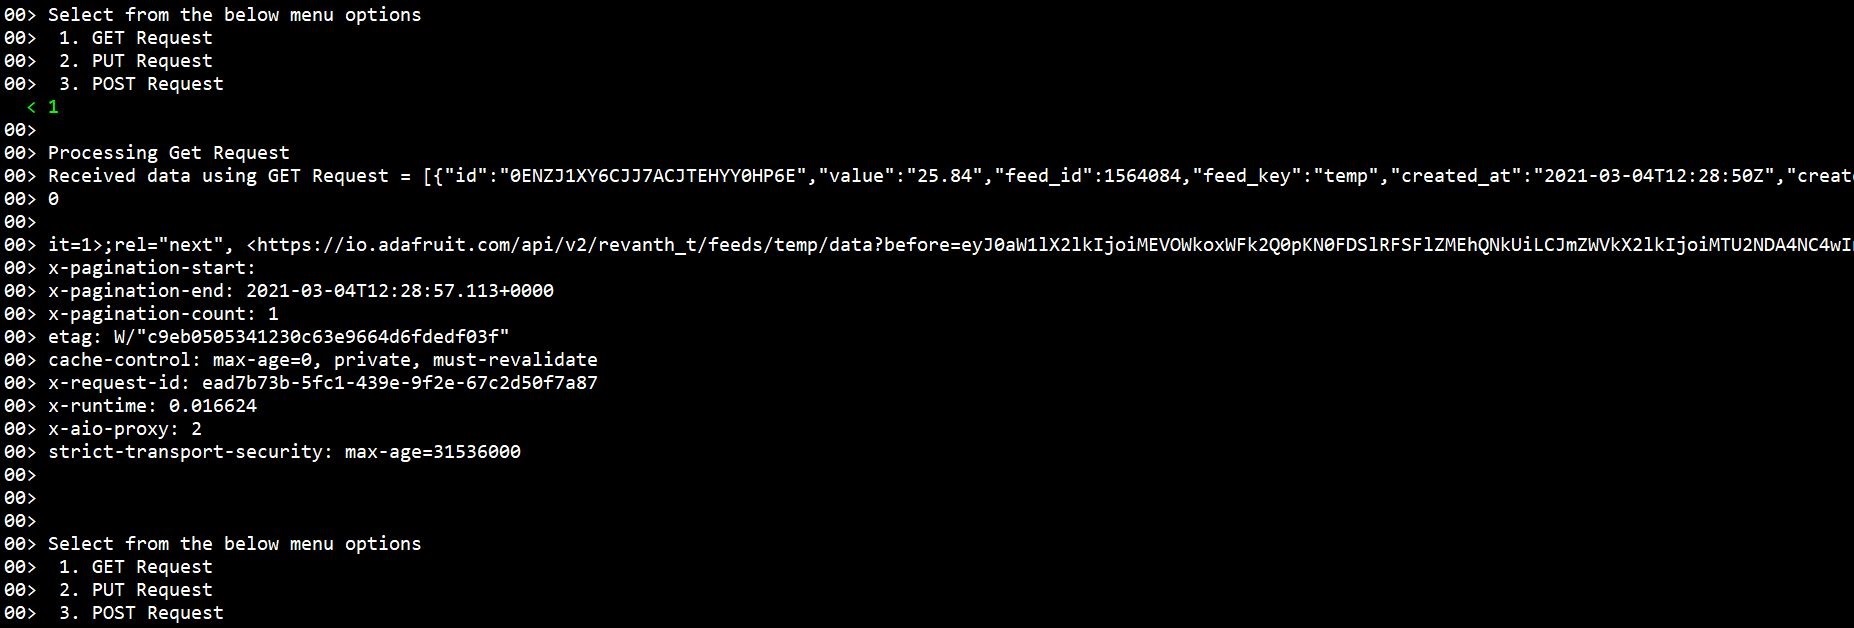 00> Select from the below menu options
00>  1. GET Request
00>  2. PUT Request
00>  3. POST Request
  < 1
00>
00> Processing Get Request
00> Received data using GET Request = [{"id":"0ENZJ1XY6CJJ7ACJTEHYY0HP6E","value":"25.84","feed_id":1564084,"feed_key":"temp","created_at":"2021-03-04T12:28:50Z","creat
00> 0
00>
00> it=1>;rel="next", <https://io.adafruit.com/api/v2/revanth_t/feeds/temp/data?before=eyJ0aW1lX2lkIjoiMEVOWkoxWFk2Q0pKN0FDSlRFSFlZMEhQNkUiLCJmZWVkX2lkIjoiMTU2NDA4NC4wI
00> x-pagination-start:
00> x-pagination-end: 2021-03-04T12:28:57.113+0000
00> x-pagination-count: 1
00> etag: W/"c9eb0505341230c63e9664d6fdedf03f"
00> cache-control: max-age=0, private, must-revalidate
00> x-request-id: ead7b73b-5fc1-439e-9f2e-67c2d50f7a87
00> x-runtime: 0.016624
00> x-aio-proxy: 2
00> strict-transport-security: max-age=31536000
00>
00>
00>
00> Select from the below menu options
00>  1. GET Request
00>  2. PUT Request
00>  3. POST Request